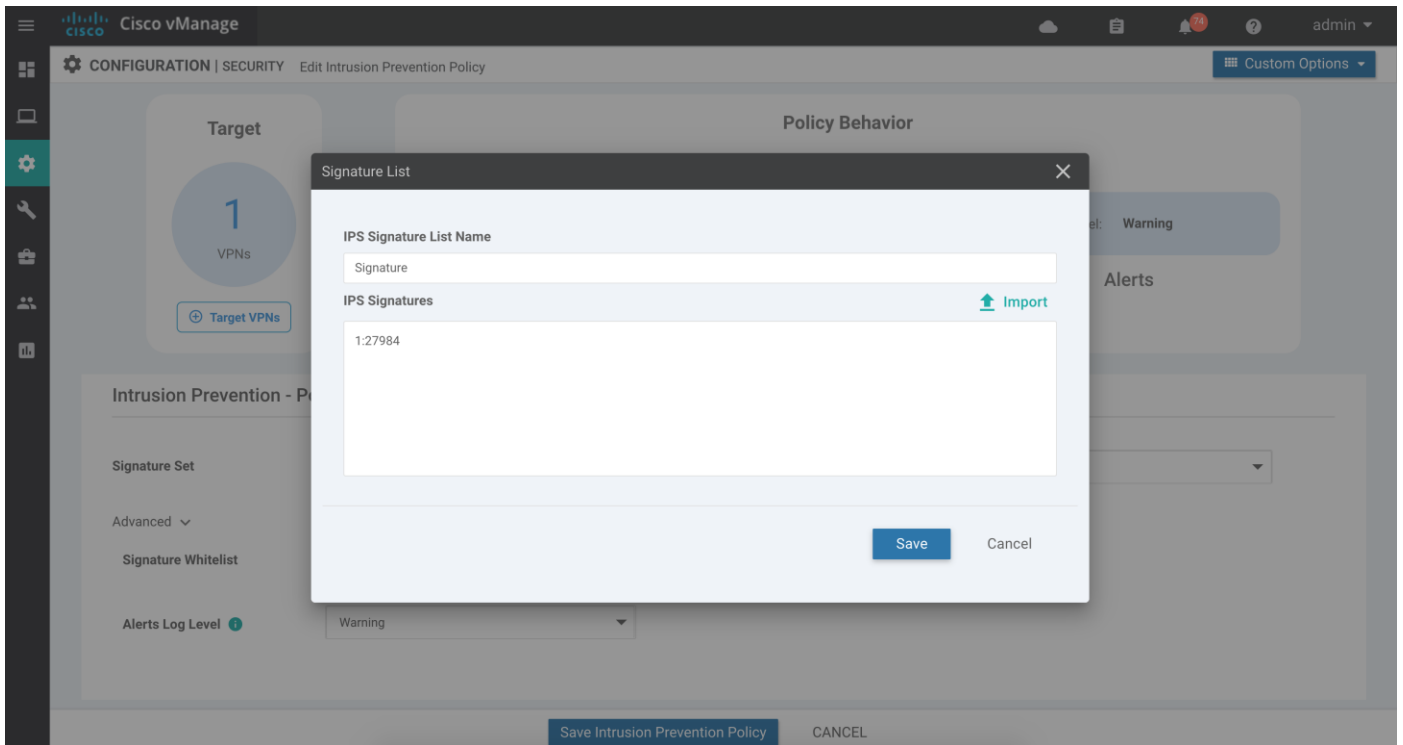 cisco Cisco vManage 74 admin
CONFIGURATION | SECURITY Edit Intrusion Prevention Policy Custom Options
Target
Policy Behavior
1
VPNs
Target VPNs
el: Warning
Alerts
Signature List
IPS Signature List Name
Signature
IPS Signatures Import
1:27984
Save Cancel
Intrusion Prevention - Po
Signature Set
Advanced
Signature Whitelist
Alerts Log Level Warning
Save Intrusion Prevention Policy CANCEL